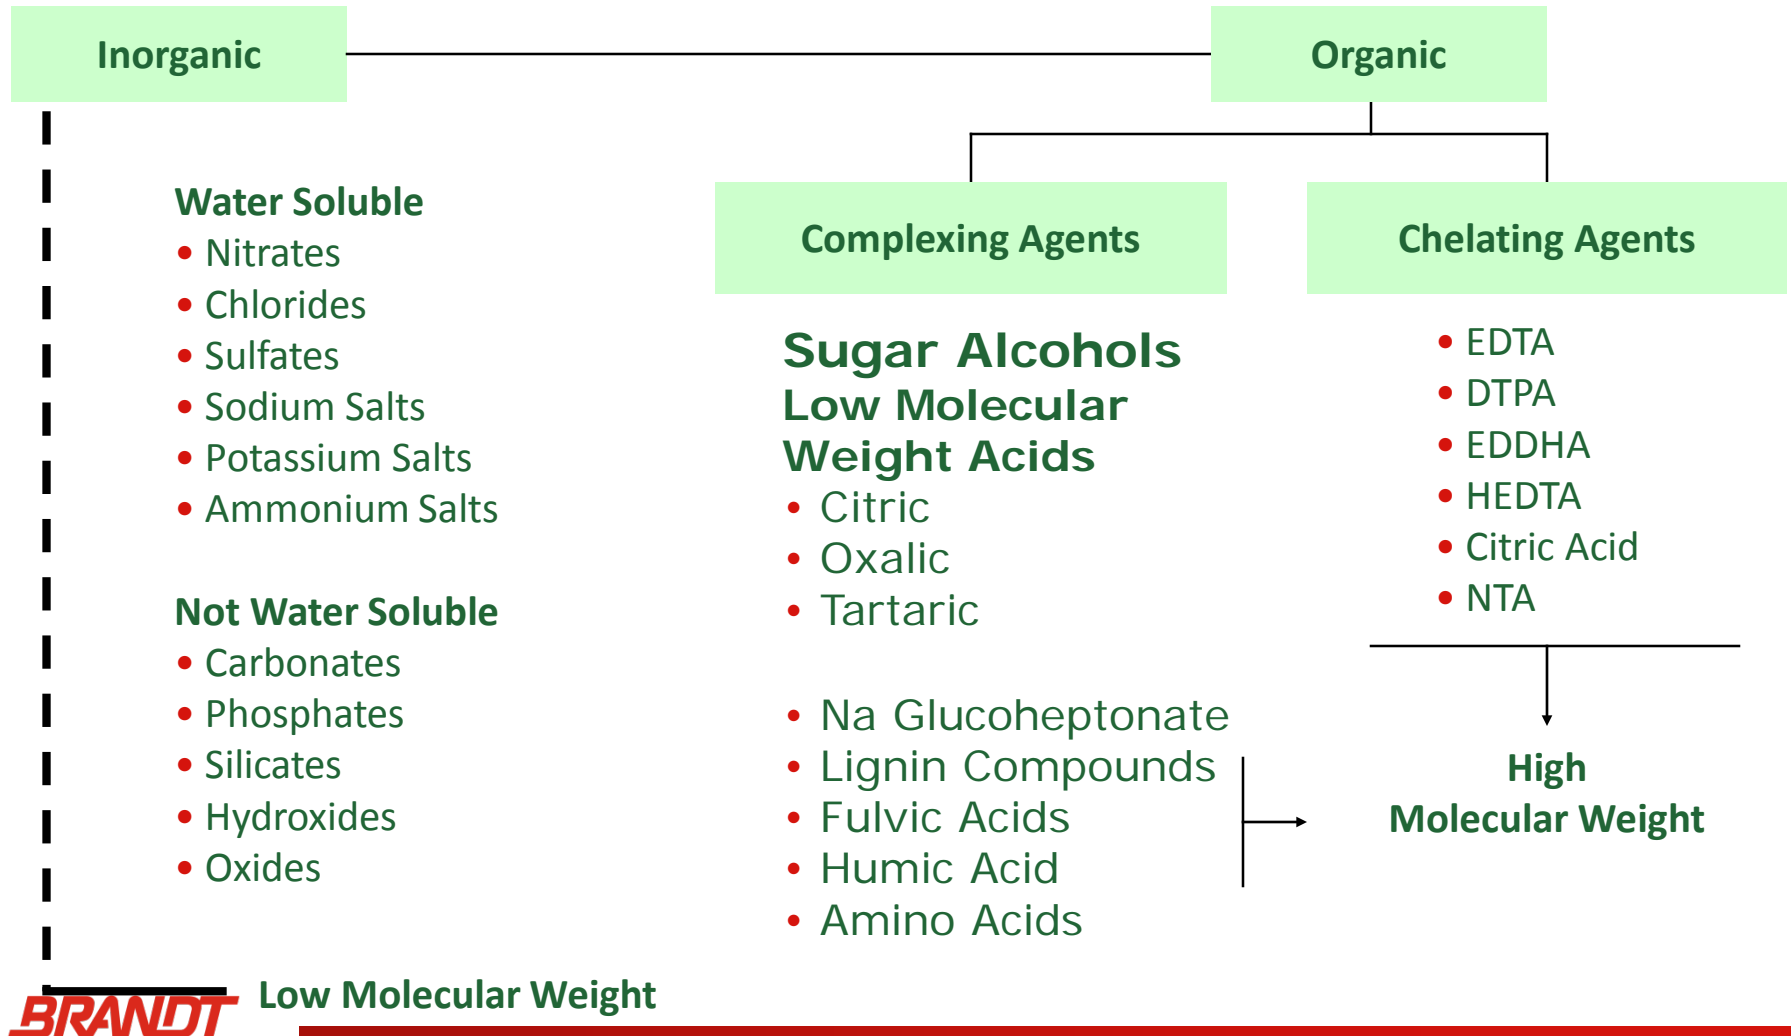 Inorganic
Organic
Water Soluble
• Nitrates
• Chlorides
• Sulfates
• Sodium Salts
• Potassium Salts
• Ammonium Salts
Not Water Soluble
• Carbonates
• Phosphates
• Silicates
• Hydroxides
• Oxides
Complexing Agents
Sugar Alcohols
Low Molecular
Weight Acids
• Citric
• Oxalic
• Tartaric
• Na Glucoheptonate
• Lignin Compounds
• Fulvic Acids
• Humic Acid
• Amino Acids
Chelating Agents
• EDTA
• DTPA
• EDDHA
• HEDTA
• Citric Acid
• NTA
High
Molecular Weight
Low Molecular Weight
BRANDT